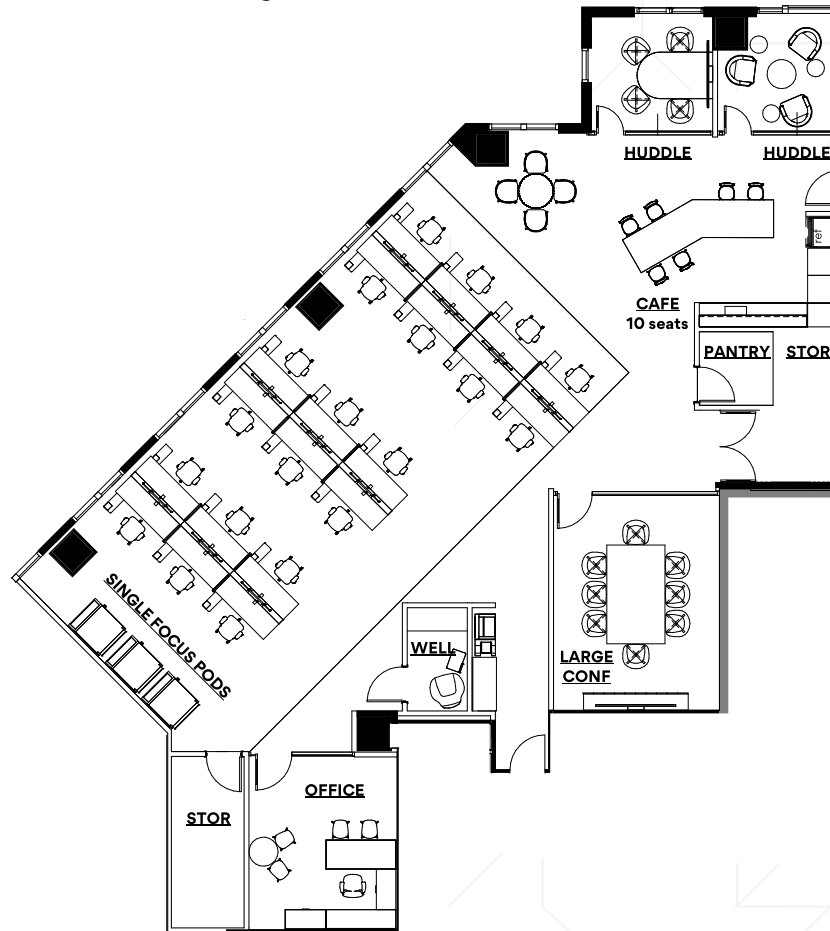 HUDDLE
HUDDLE
ref
CAFE
10 seats
PANTRY
STOR
SINGLE FOCUS PODS
WELL
LARGE
CONF
OFFICE
STOR